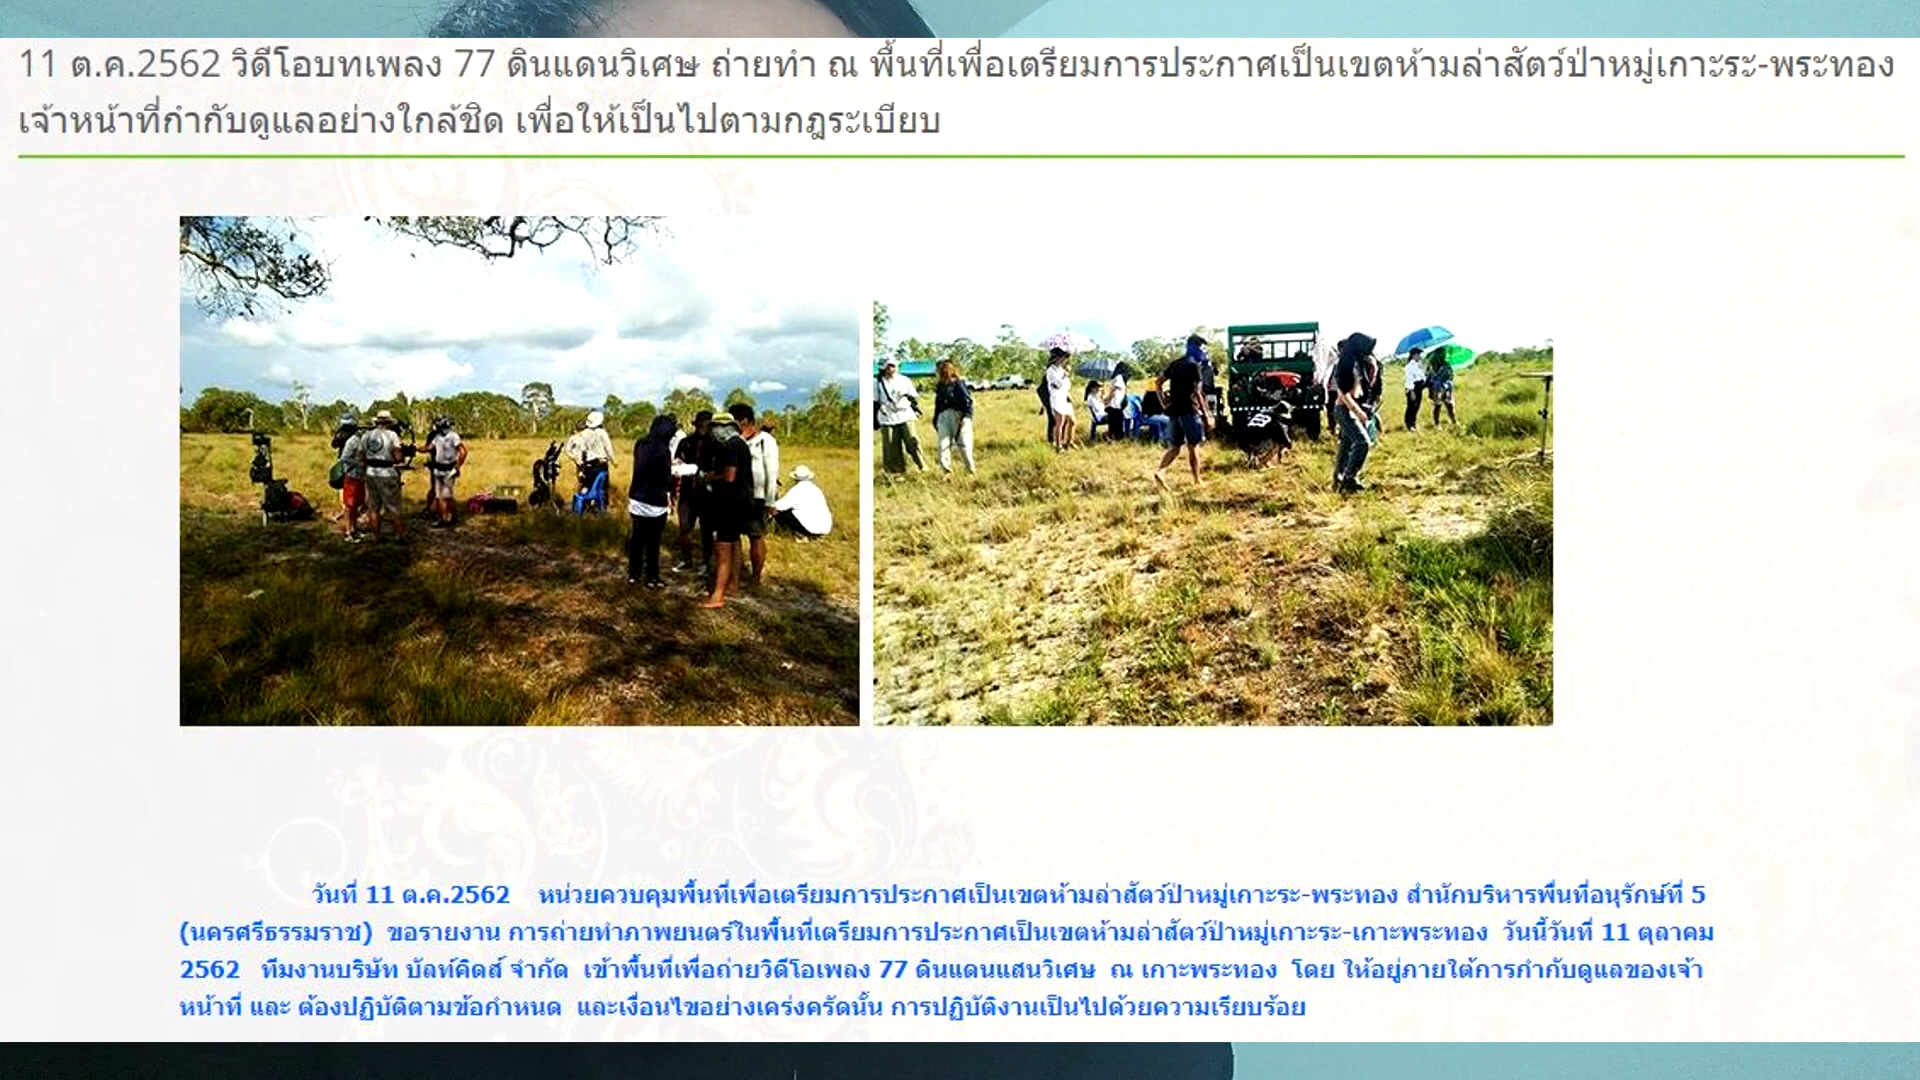 11 ต.ค.2562 วิดีโอบทเพลง 77 ดินแดนวิเศษ ถ่ายทำ ณ พื้นที่เพื่อเตรียมการประกาศเป็นเขตห้ามล่าสัตว์ป่าหมู่เกาะระ-พระทอง
เจ้าหน้าที่กำกับดูแลอย่างใกล้ชิด เพื่อให้เป็นไปตามกฎระเบียบ
วันที่ 11 ต.ค.2562 หน่วยควบคุมพื้นที่เพื่อเตรียมการประกาศเป็นเขตห้ามล่าสัตว์ป่าหมู่เกาะระ-พระทอง สำนักบริหารพื่นที่อนุรักษ์ที่ 5
(นครศรีธรรมราช) ขอรายงาน การถ่ายทำภาพยนตร์ในพื้นที่เตรียมการประกาศเป็นเขตห้ามล่าสั้ตว์ป่าหมู่เกาะระ-เกาะพระทอง วันนี้วันที่ 11 ตุลาคม
2562 ทีมงานบริษัท บัลท์คิดส์ จำกัด เข้าพื้นที่เพื่อถ่ายวิดีโอเพลง 77 ดินแดนแสนวิเศษ ณ เกาะพระทอง โดย ให้อยู่ภายใต้การกำกับดูแลของเจ้า
หน้าที่ และ ต้องปฏิบัติตามข้อกำหนด และเงื่อนไขอย่างเคร่งครัดนั้น การปฏิบัติงานเป็นไปด้วยความเรียบร้อย